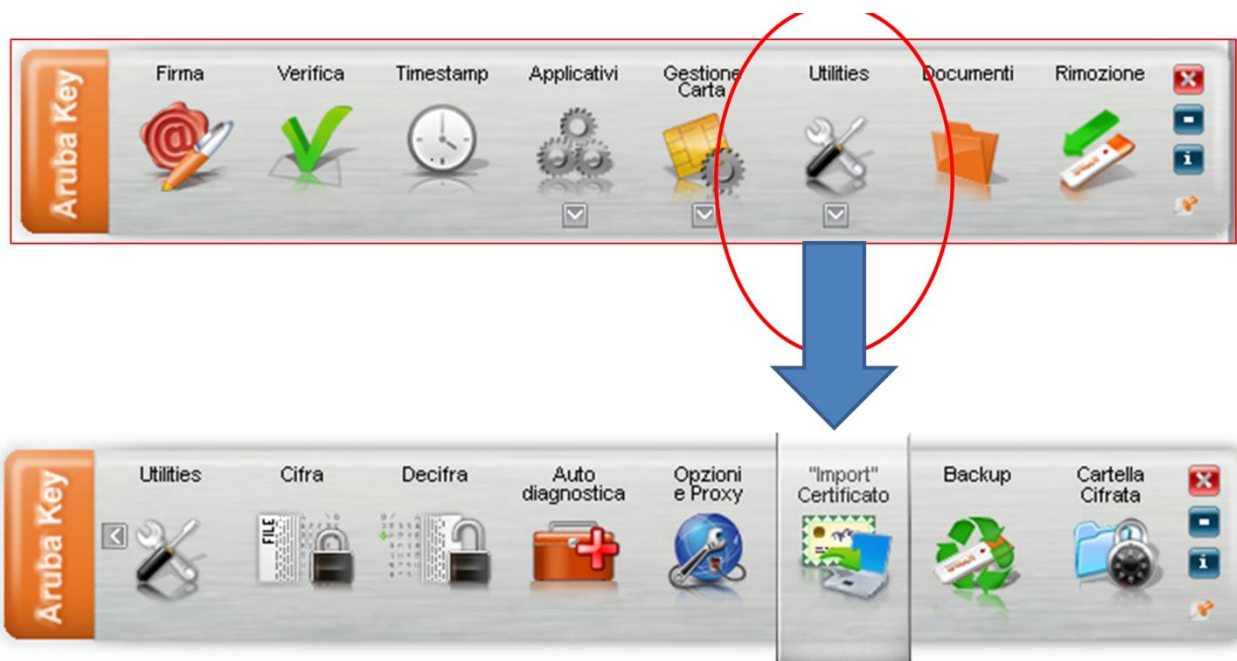 Aruba Key
Firma
Verifica
Timestamp
Applicativi
Gestione
Carta
Utilities
Documenti
Rimozione
Aruba Key
Utilities
Cifra
FILE
Decifra
Auto
diagnostica
Opzioni
e Proxy
"Import"
Certificato
Backup
Cartella
Cifrata